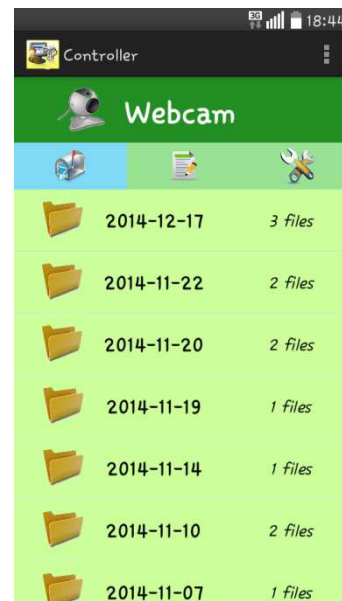 3G 18:44
Controller
Webcam
2014-12-17 3 files
2014-11-22 2 files
2014-11-20 2 files
2014-11-19 1 files
2014-11-14 1 files
2014-11-10 2 files
2014-11-07 1 files